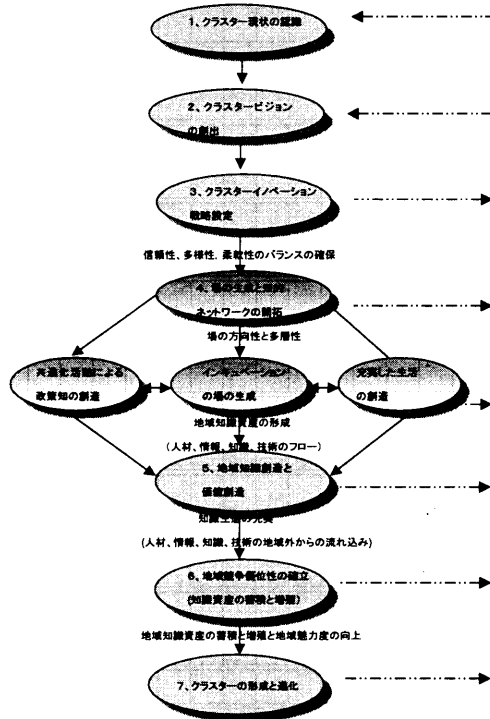 1、クラスター現状の認識
2、クラスタービジョン
の創出
3、クラスターイノベーション
戦略設定
信頼性、多様性、柔軟性のバランスの確保
4、場の生成と
ネットワークの開拓
場の方向性と多層性
共進化活動による
政策知の創造
インキュベーション
の場の生成
充実した生活
の創造
地域知識資産の形成
(人材、情報、知識、技術のフロー)
5、地域知識創造と
価値創造
知識生活の充実
(人材、情報、知識、技術の地域外からの流れ込み)
6、地域競争優位性の確立
(知識資産の蓄積と増殖)
地域知識資産の蓄積と増殖と地域魅力度の向上
7、クラスターの形成と進化